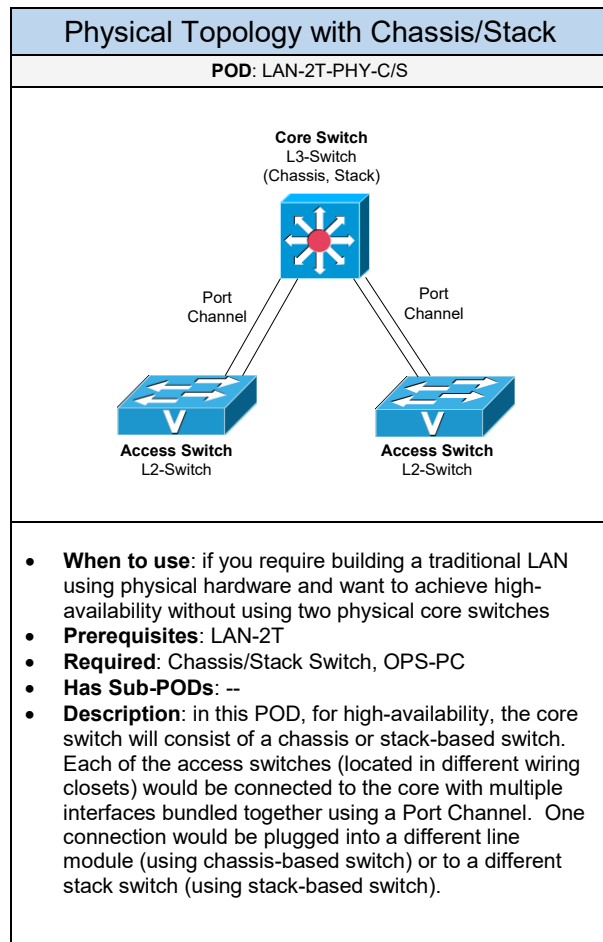 Physical Topology with Chassis/Stack
POD: LAN-2T-PHY-C/S
Core Switch
L3-Switch
(Chassis, Stack)
Port
Channel
Port
Channel
V
V
Access Switch
L2-Switch
Access Switch
L2-Switch
• When to use: if you require building a traditional LAN
using physical hardware and want to achieve high-
availability without using two physical core switches
• Prerequisites: LAN-2T
• Required: Chassis/Stack Switch, OPS-PC
• Has Sub-PODs: --
• Description: in this POD, for high-availability, the core
switch will consist of a chassis or stack-based switch.
Each of the access switches (located in different wiring
closets) would be connected to the core with multiple
interfaces bundled together using a Port Channel. One
connection would be plugged into a different line
module (using chassis-based switch) or to a different
stack switch (using stack-based switch).